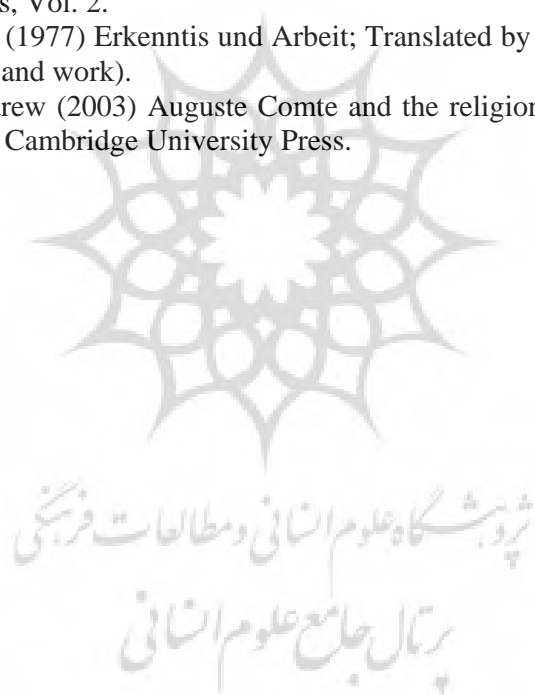 s, Vol. 2.
(1977) Erkenntis und Arbeit; Translated by
and work).
rew (2003) Auguste Comte and the religion
Cambridge University Press.
پژوهشگاه علوم انسانی و مطالعات فرهنگی
پرتال جامع علوم انسانی